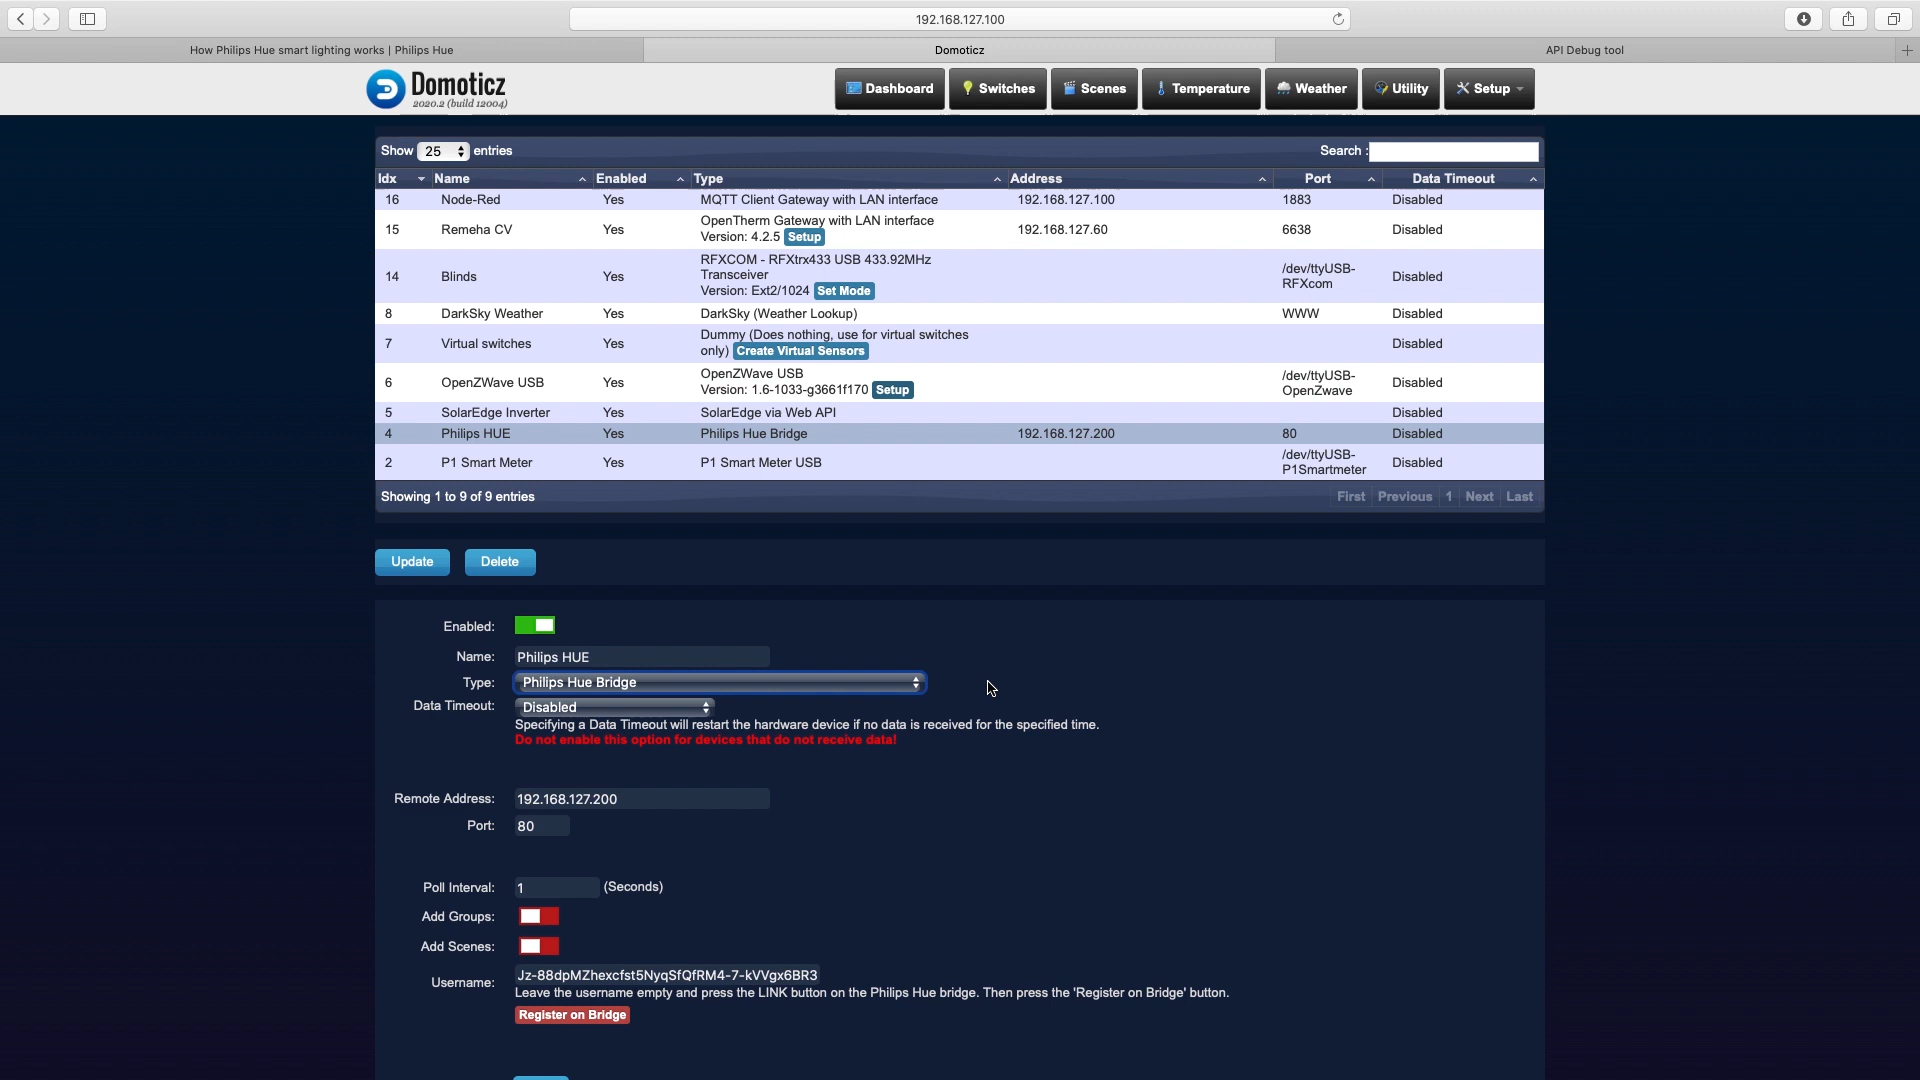 192.168.127.100
How Philips Hue smart lighting works | Philips Hue
Domoticz
API Debug tool
Domoticz
2020.2 (build 12004)
Dashboard
Switches
Scenes
Temperature
Weather
Utility
Setup
Show 25 entries
Search :
Idx Name Enabled Type Address Port Data Timeout
16 Node-Red Yes MQTT Client Gateway with LAN interface 192.168.127.100 1883 Disabled
15 Remeha CV Yes OpenTherm Gateway with LAN interface 192.168.127.60 6638 Disabled
Version: 4.2.5 Setup
14 Blinds Yes RFXCOM - RFXtrx433 USB 433.92MHz /dev/ttyUSB- Disabled
Transceiver RFXcom
Version: Ext2/1024 Set Mode
8 DarkSky Weather Yes DarkSky (Weather Lookup) WWW Disabled
7 Virtual switches Yes Dummy (Does nothing, use for virtual switches Disabled
only) Create Virtual Sensors
6 OpenZWave USB Yes OpenZWave USB /dev/ttyUSB- Disabled
Version: 1.6-1033-g3661f170 Setup OpenZwave
5 SolarEdge Inverter Yes SolarEdge via Web API Disabled
4 Philips HUE Yes Philips Hue Bridge 192.168.127.200 80 Disabled
2 P1 Smart Meter Yes P1 Smart Meter USB /dev/ttyUSB- Disabled
P1Smartmeter
Showing 1 to 9 of 9 entries
First Previous 1 Next Last
Update
Delete
Enabled:
Name: Philips HUE
Type: Philips Hue Bridge
Data Timeout: Disabled
Specifying a Data Timeout will restart the hardware device if no data is received for the specified time.
Do not enable this option for devices that do not receive data!
Remote Address: 192.168.127.200
Port: 80
Poll Interval: 1 (Seconds)
Add Groups:
Add Scenes:
Username: Jz-88dpMZhexcfst5NyqSfQfRM4-7-kVVgx6BR3
Leave the username empty and press the LINK button on the Philips Hue bridge. Then press the 'Register on Bridge' button.
Register on Bridge